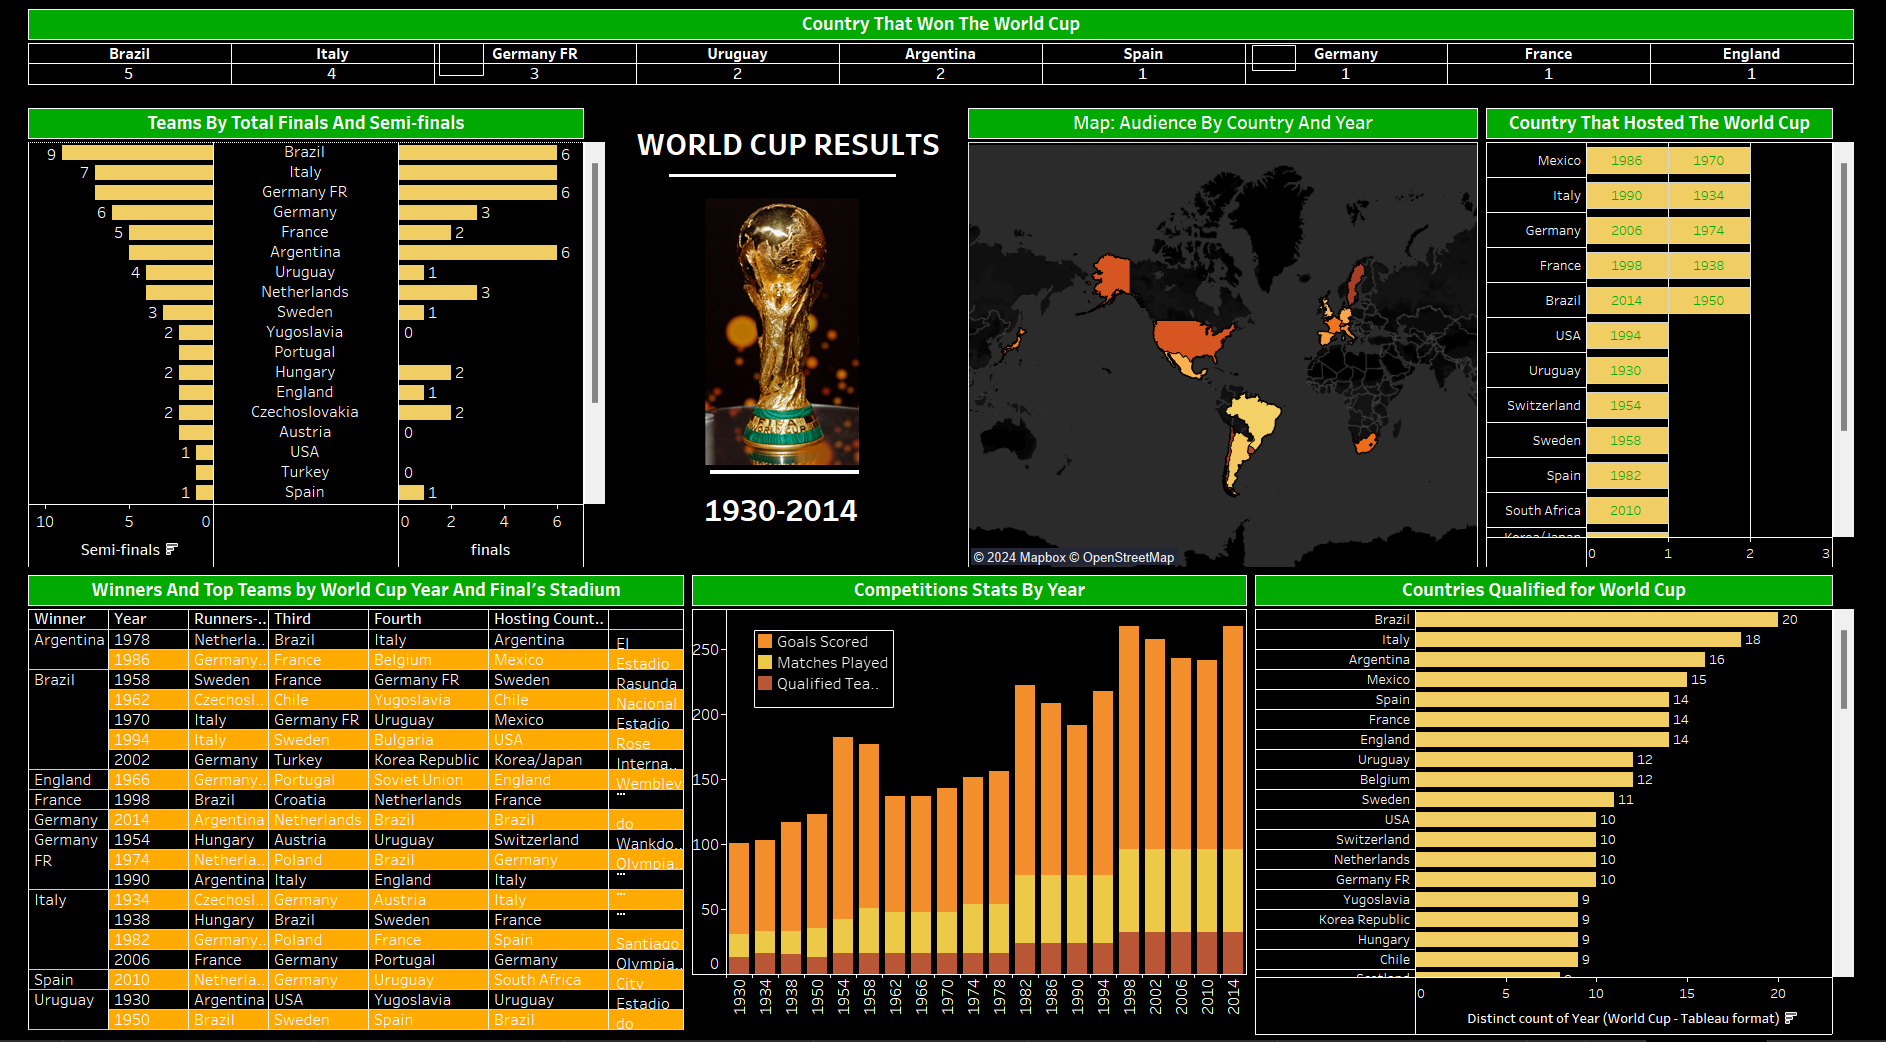 Country That Won The World Cup
Brazil Italy Germany FR Uruguay Argentina Spain Germany France England
5 4 3 2 2 1 1 1 1
Teams By Total Finals And Semi-finals
9 Brazil 6
7 Italy
Germany FR 6
6 Germany 3
5 France 2
Argentina 6
4 Uruguay 1
Netherlands 3
3 Sweden 1
2 Yugoslavia 0
Portugal
2 Hungary 2
England 1
2 Czechoslovakia 2
Austria 0
1 USA
Turkey 0
1 Spain 1
10 5 0 0 2 4 6
Semi-finals finals
WORLD CUP RESULTS
FIFA
WORLD CUP
1930-2014
Map: Audience By Country And Year
© 2024 Mapbox © OpenStreetMap
Country That Hosted The World Cup
Mexico 1986 1970
Italy 1990 1934
Germany 2006 1974
France 1998 1938
Brazil 2014 1950
USA 1994
Uruguay 1930
Switzerland 1954
Sweden 1958
Spain 1982
South Africa 2010
Korea/Japan
0 1 2 3
Winners And Top Teams by World Cup Year And Final's Stadium
Winner Year Runners-.. Third Fourth Hosting Count..
Argentina 1978 Netherla.. Brazil Italy Argentina El
1986 Germany.. France Belgium Mexico Estadio
Brazil 1958 Sweden France Germany FR Sweden Rasunda
1962 Czechosl.. Chile Yugoslavia Chile Nacional
1970 Italy Germany FR Uruguay Mexico Estadio
1994 Italy Sweden Bulgaria USA Rose
2002 Germany Turkey Korea Republic Korea/Japan Interna..
England 1966 Germany.. Portugal Soviet Union England Wembley
France 1998 Brazil Croatia Netherlands France ...
Germany 2014 Argentina Netherlands Brazil Brazil do
Germany FR 1954 Hungary Austria Uruguay Switzerland Wankdo..
1974 Netherla.. Poland Brazil Germany Olympia..
1990 Argentina Italy England Italy ...
Italy 1934 Czechosl.. Germany Austria Italy ...
1938 Hungary Brazil Sweden France ...
1982 Germany.. Poland France Spain Santiago
2006 France Germany Portugal Germany Olympia..
Spain 2010 Netherla.. Germany Uruguay South Africa City
Uruguay 1930 Argentina USA Yugoslavia Uruguay Estadio
1950 Brazil Sweden Spain Brazil do
Competitions Stats By Year
Goals Scored
Matches Played
Qualified Tea..
250
200
150
100
50
0
1930 1934 1938 1950 1954 1958 1962 1966 1970 1974 1978 1982 1986 1990 1994 1998 2002 2006 2010 2014
Countries Qualified for World Cup
Brazil 20
Italy 18
Argentina 16
Mexico 15
Spain 14
France 14
England 14
Uruguay 12
Belgium 12
Sweden 11
USA 10
Switzerland 10
Netherlands 10
Germany FR 10
Yugoslavia 9
Korea Republic 9
Hungary 9
Chile 9
Scotland
0 5 10 15 20
Distinct count of Year (World Cup - Tableau format)